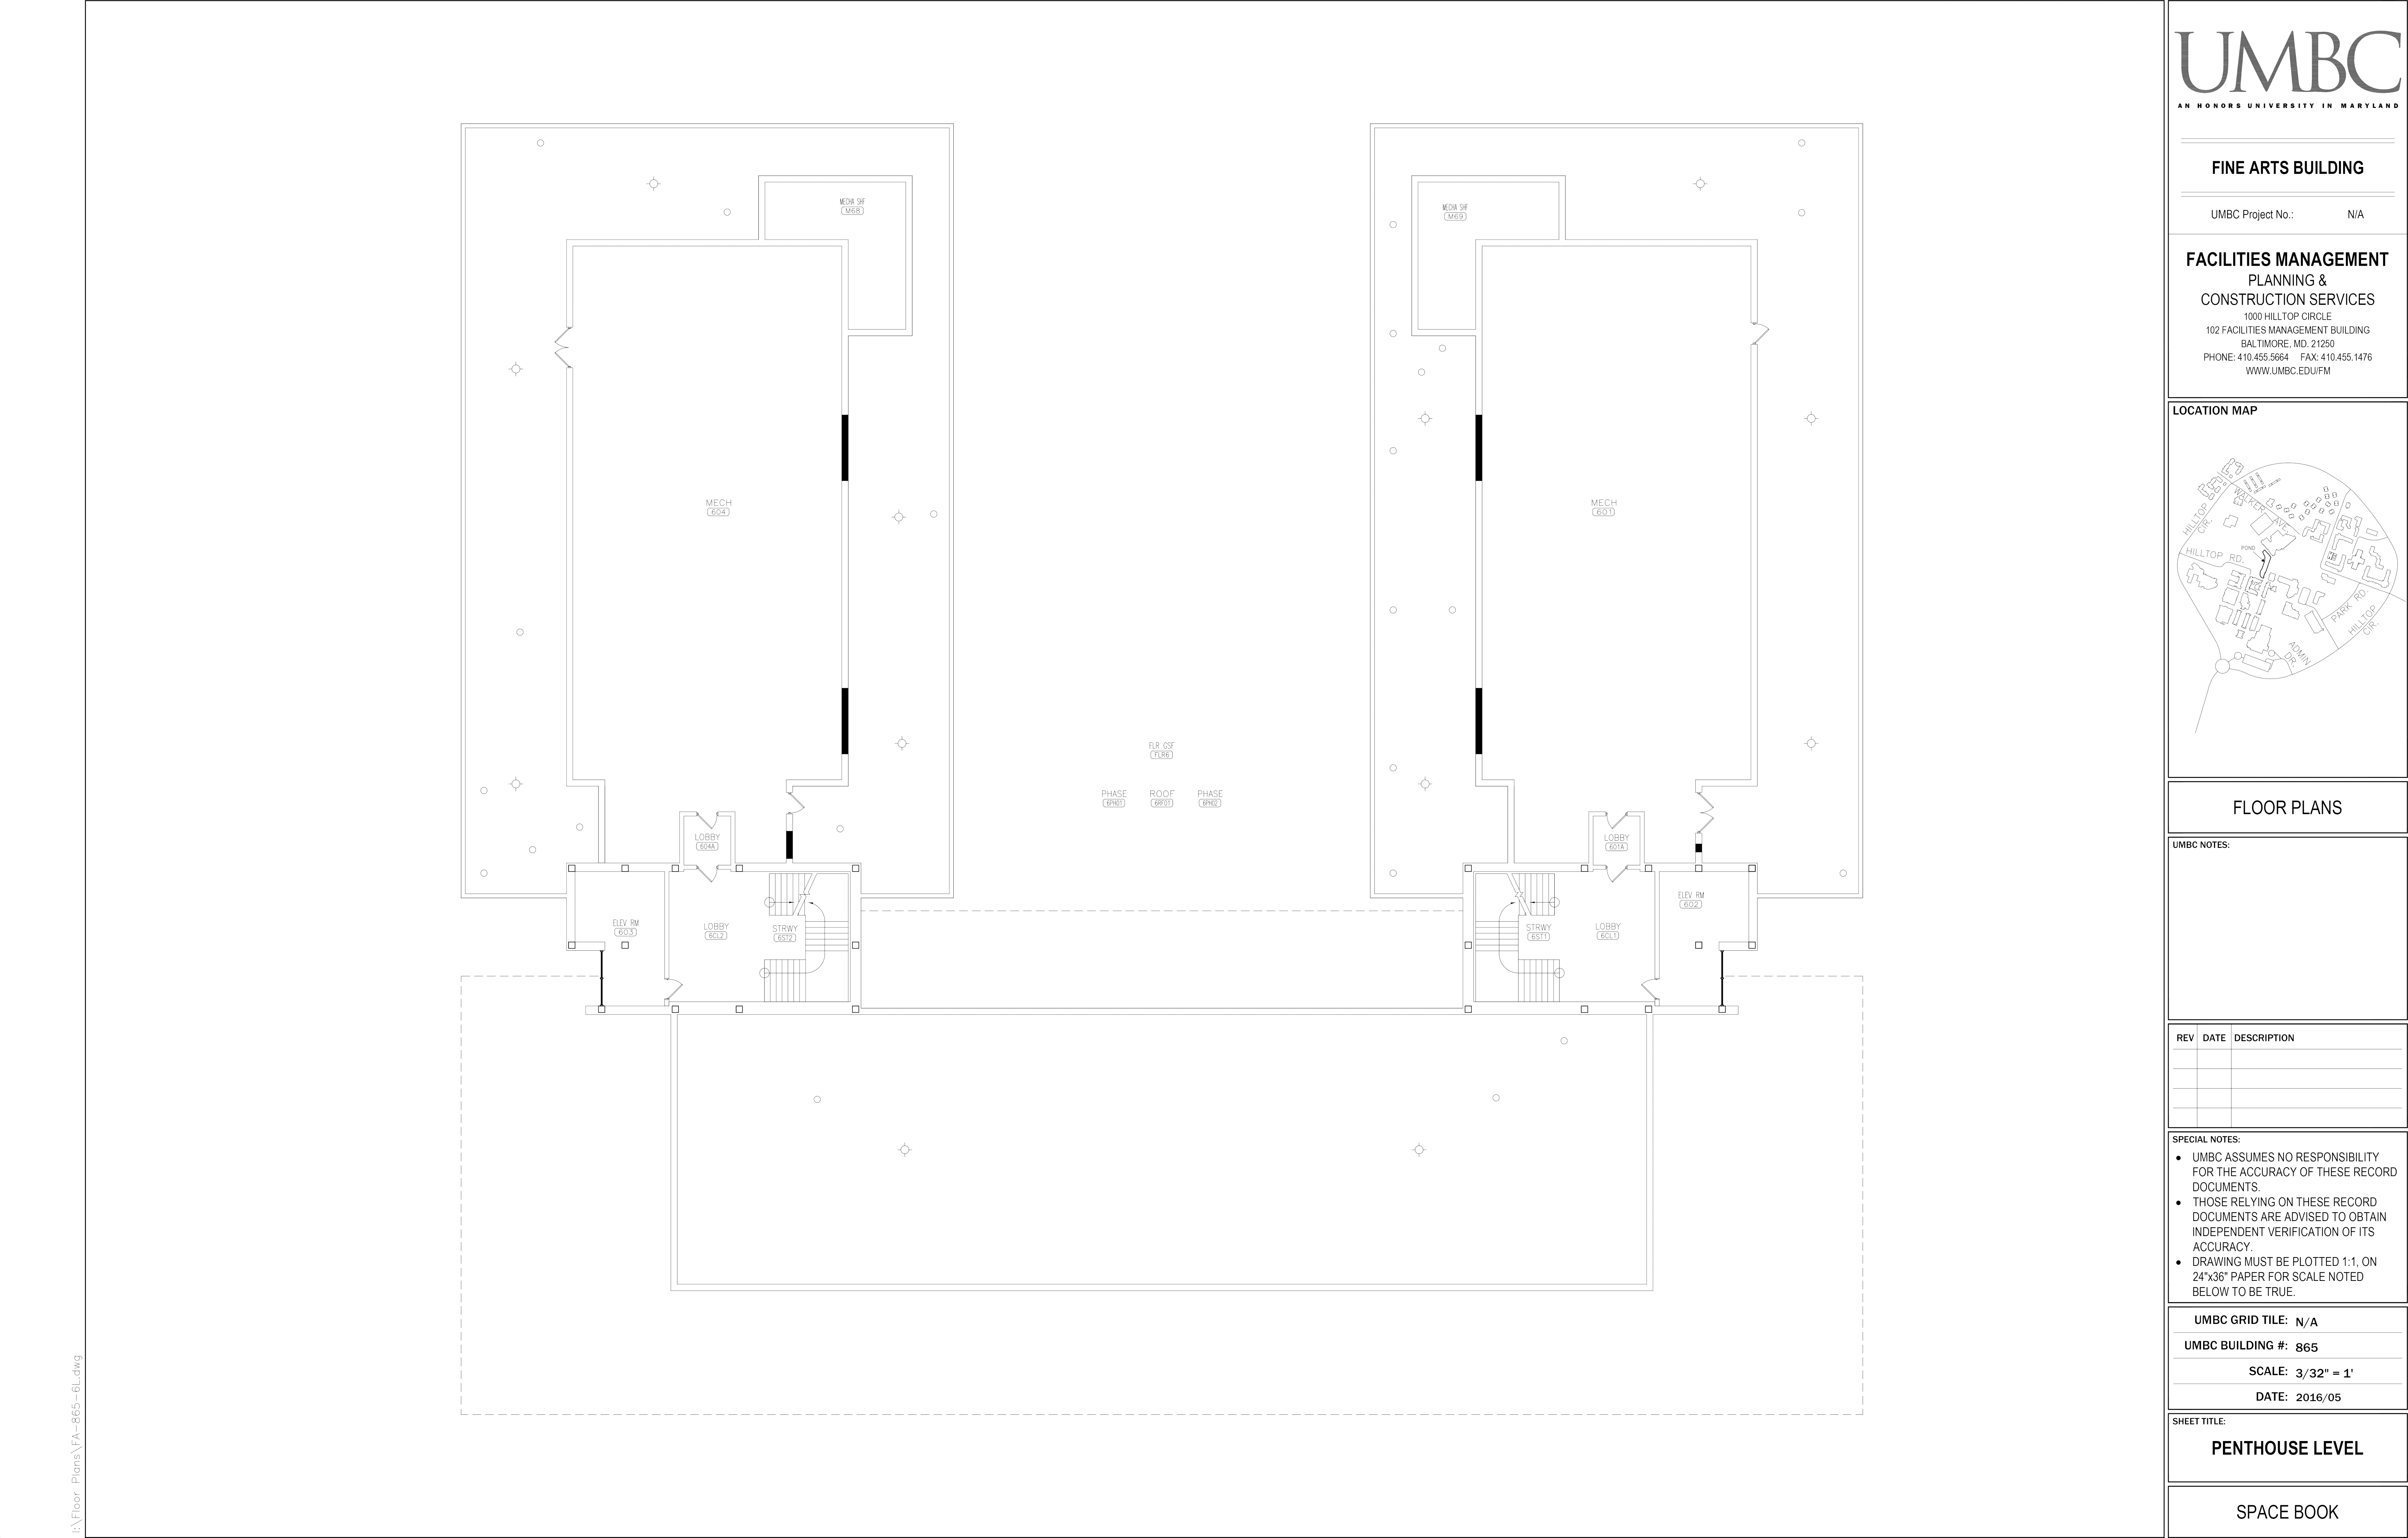 MECHA SHF
M68
MECHA SHF
M69
MECH
604
MECH
601
FLR GSF
FLR6
PHASE
6PH01
ROOF
6RF01
PHASE
6PH02
LOBBY
604A
LOBBY
601A
ELEV RM
603
LOBBY
6CL2
STRWY
6ST2
STRWY
6ST1
LOBBY
6CL1
ELEV RM
602
I:\Floor Plans\FA-865-6L.dwg
UMBC
AN HONORS UNIVERSITY IN MARYLAND
FINE ARTS BUILDING
UMBC Project No.: N/A
FACILITIES MANAGEMENT
PLANNING &
CONSTRUCTION SERVICES
1000 HILLTOP CIRCLE
102 FACILITIES MANAGEMENT BUILDING
BALTIMORE, MD. 21250
PHONE: 410.455.5664 FAX: 410.455.1476
WWW.UMBC.EDU/FM
LOCATION MAP
WALKER AVE.
HILLTOP
CIR.
HILLTOP RD.
POND
PARK RD.
HILLTOP
CIR.
ADMIN
DR.
FLOOR PLANS
UMBC NOTES:
REV DATE DESCRIPTION
SPECIAL NOTES:
● UMBC ASSUMES NO RESPONSIBILITY
FOR THE ACCURACY OF THESE RECORD
DOCUMENTS.
● THOSE RELYING ON THESE RECORD
DOCUMENTS ARE ADVISED TO OBTAIN
INDEPENDENT VERIFICATION OF ITS
ACCURACY.
● DRAWING MUST BE PLOTTED 1:1, ON
24"x36" PAPER FOR SCALE NOTED
BELOW TO BE TRUE.
UMBC GRID TILE: N/A
UMBC BUILDING #: 865
SCALE: 3/32" = 1'
DATE: 2016/05
SHEET TITLE:
PENTHOUSE LEVEL
SPACE BOOK